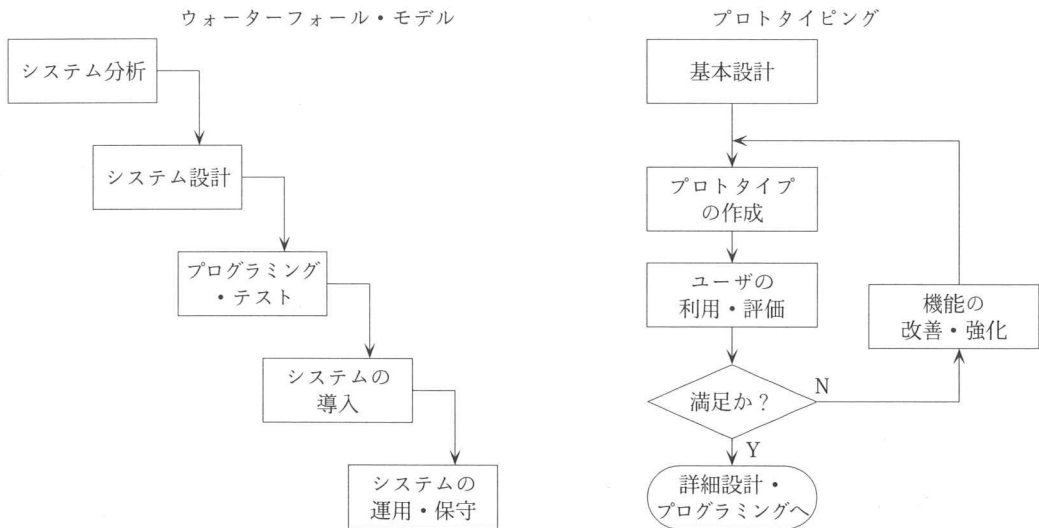 ウォーターフォール・モデル
システム分析
システム設計
プログラミング
・テスト
システムの
導入
システムの
運用・保守
プロトタイピング
基本設計
プロトタイプ
の作成
ユーザの
利用・評価
機能の
改善・強化
満足か？
N
Y
詳細設計・
プログラミングへ